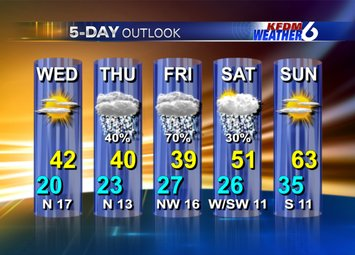 5-DAY OUTLOOK
KFDM
WEATHER 6
WED THU FRI SAT SUN
40% 70% 30%
42 40 39 51 63
20 23 27 26 35
N 17 N 13 NW 16 W/SW 11 S 11